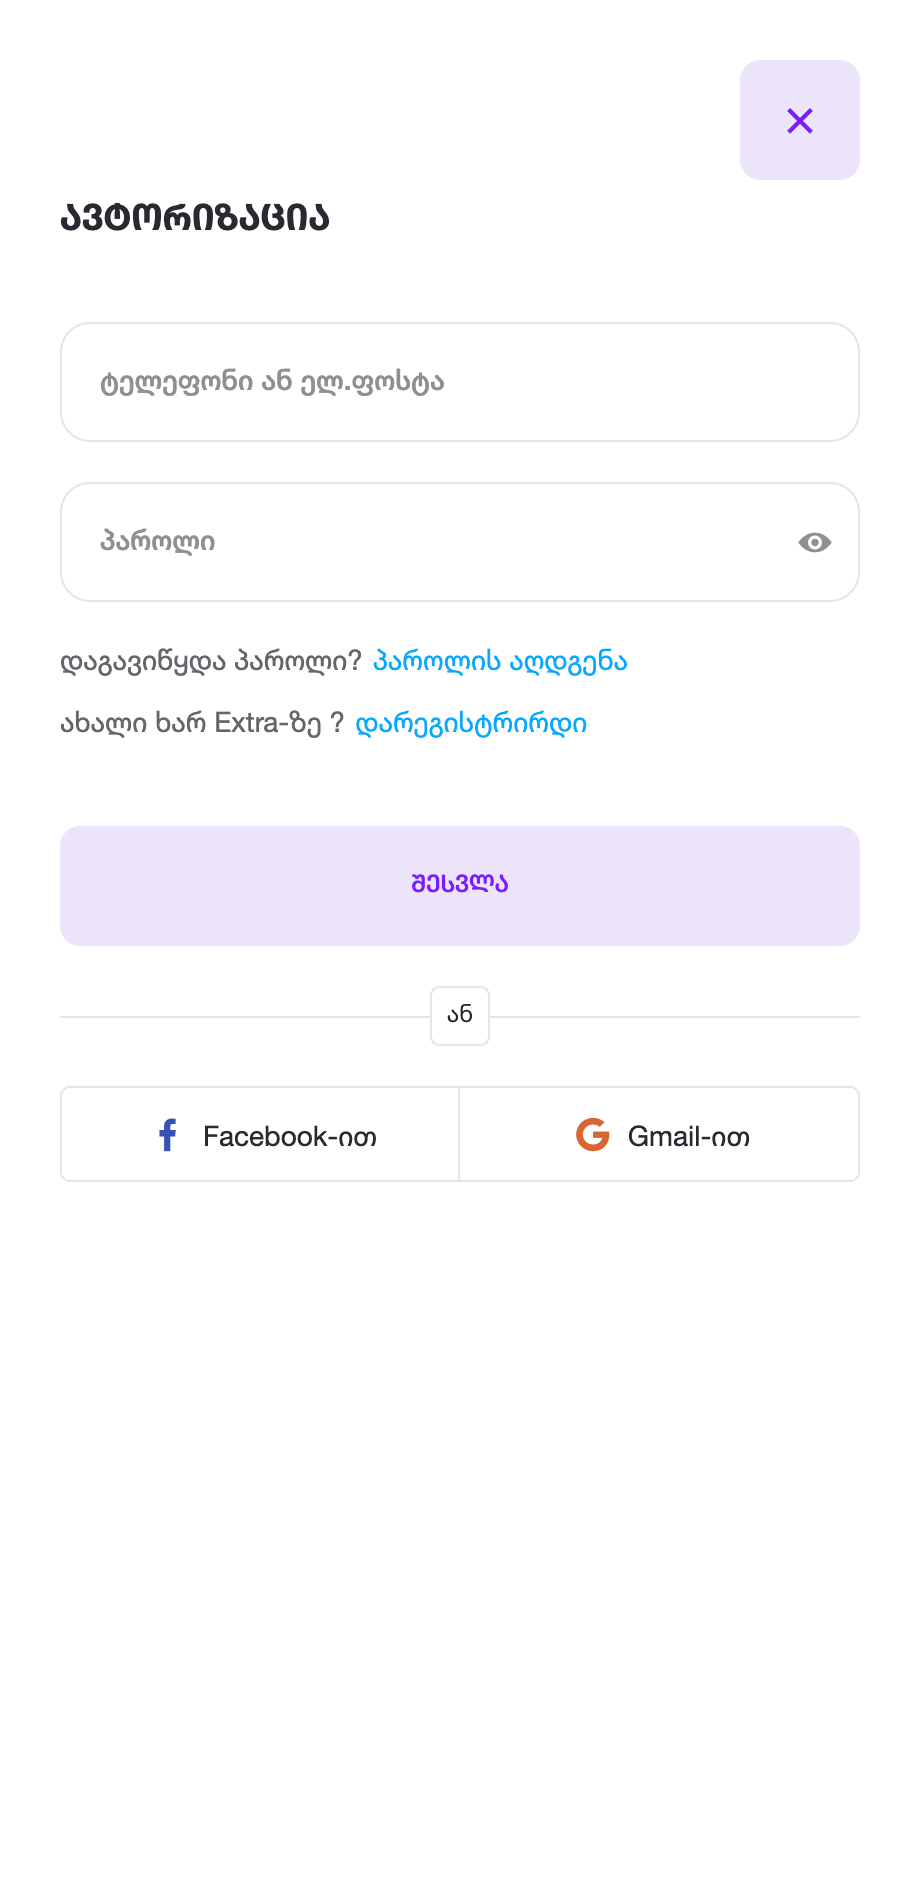 ავტორიზაცია
ტელეფონი ან ელ.ფოსტა
პაროლი
დაგავიწყდა პაროლი? პაროლის აღდგენა
ახალი ხარ Extra-ზე ? დარეგისტრირდი
შესვლა
ან
Facebook-ით
Gmail-ით